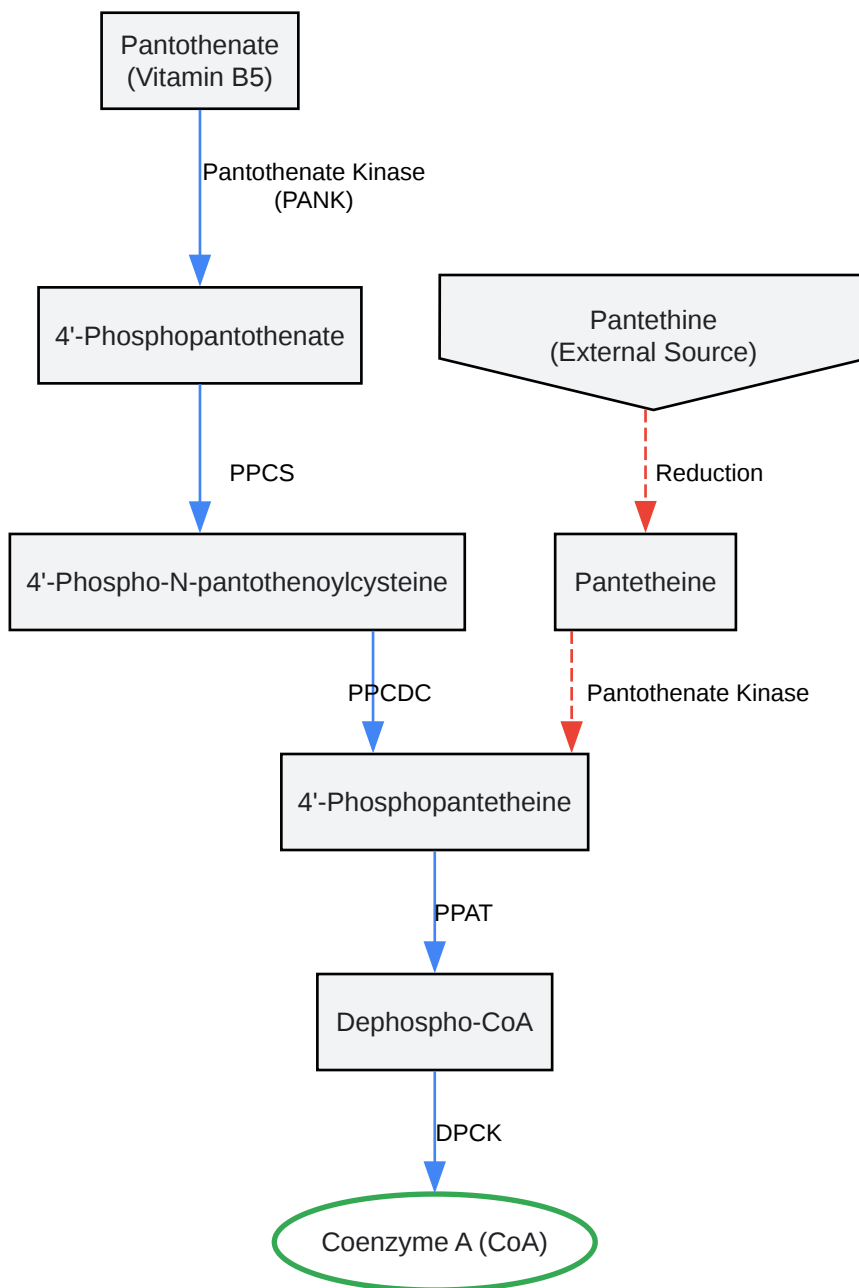 Pantothenate
(Vitamin B5)
Pantothenate Kinase
(PANK)
4'-Phosphopantothenate
Pantethine
(External Source)
PPCS
Reduction
4'-Phospho-N-pantothenoylcysteine
Pantetheine
PPCDC
Pantothenate Kinase
4'-Phosphopantetheine
PPAT
Dephospho-CoA
DPCK
Coenzyme A (CoA)